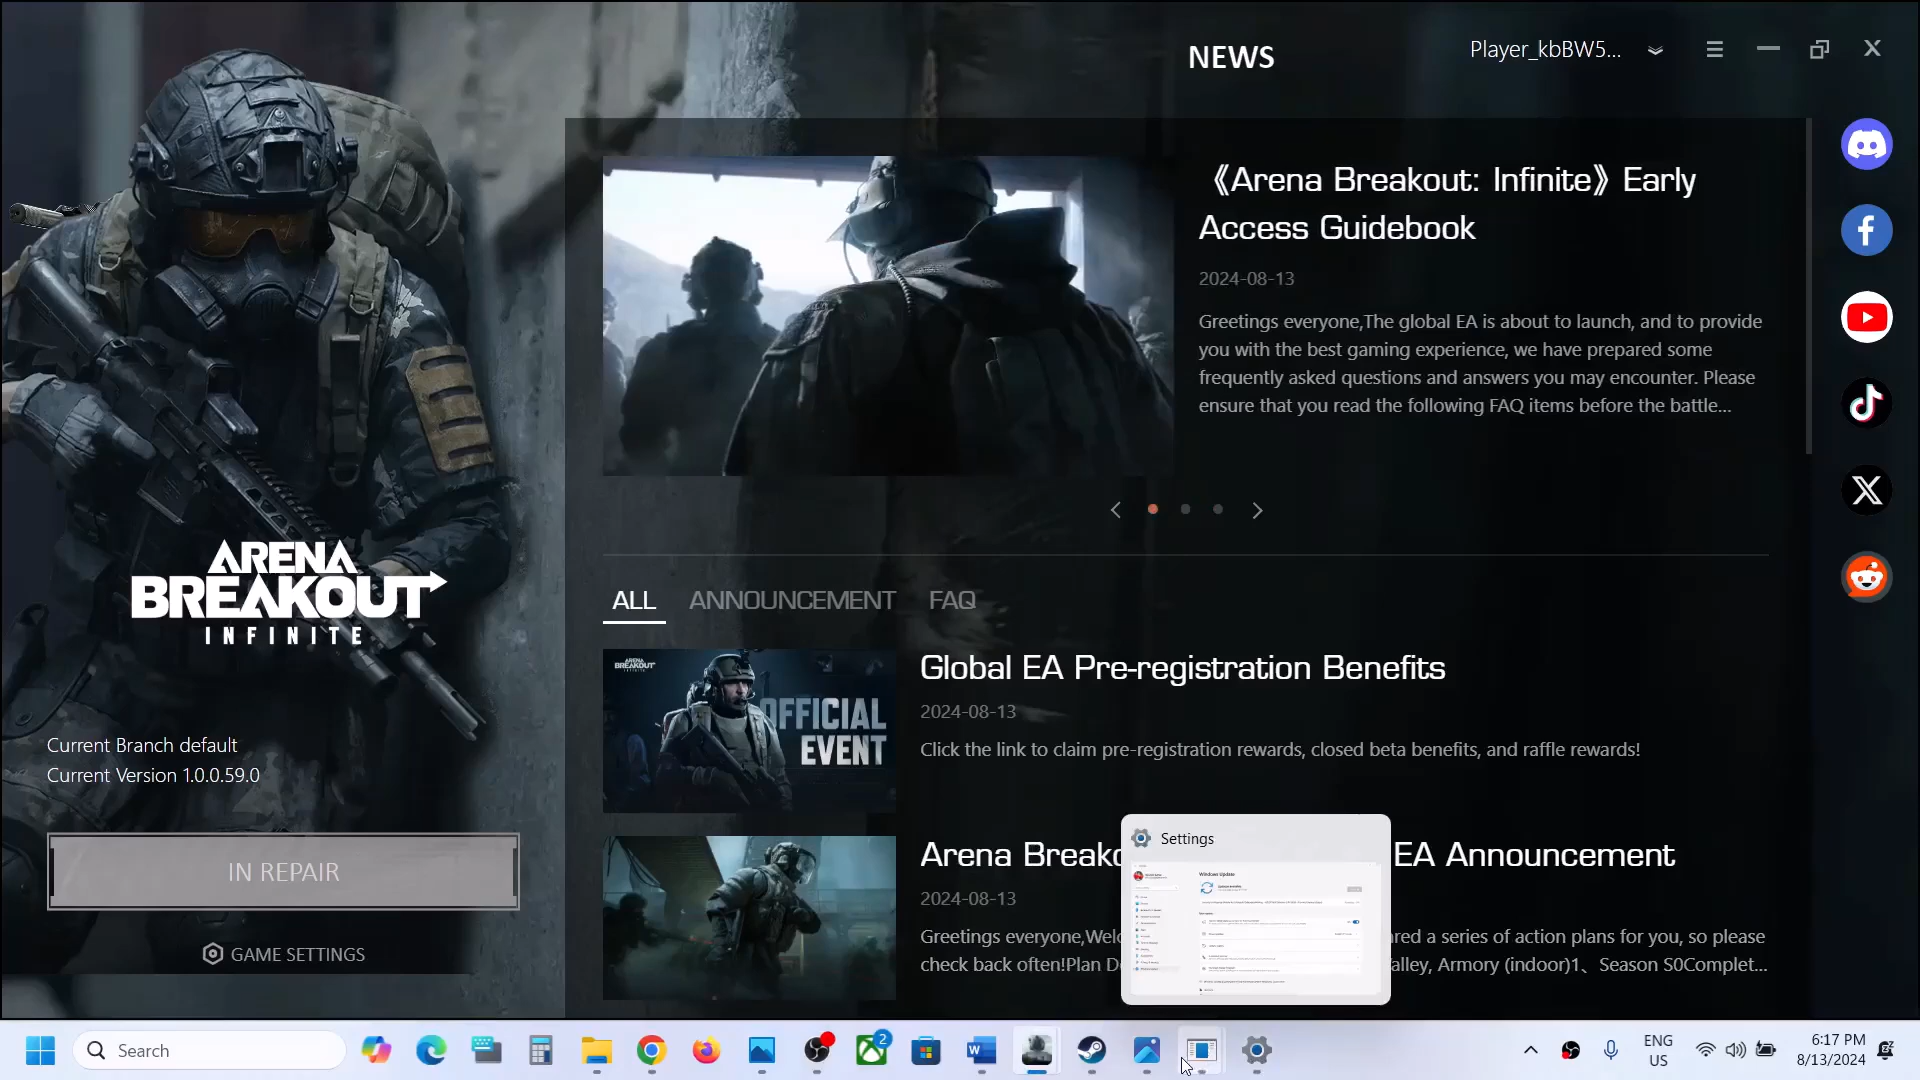 NEWS
Player_kbBW5...
《Arena Breakout: Infinite》Early
Access Guidebook
2024-08-13
Greetings everyone,The global EA is about to launch, and to provide
you with the best gaming experience, we have prepared some
frequently asked questions and answers you may encounter. Please
ensure that you read the following FAQ items before the battle...
ARENA
BREAKOUT
INFINITE
ALL ANNOUNCEMENT FAQ
ARENA
BREAKOUT
OFFICIAL
EVENT
Global EA Pre-registration Benefits
2024-08-13
Click the link to claim pre-registration rewards, closed beta benefits, and raffle rewards!
Current Branch default
Current Version 1.0.0.59.0
IN REPAIR
GAME SETTINGS
Settings
Windows Update
Arena Breako EA Announcement
2024-08-13
Greetings everyone,Welc red a series of action plans for you, so please
check back often!Plan D alley, Armory (indoor)1、Season S0Complet...
Search
2
ENG
US
6:17 PM
8/13/2024